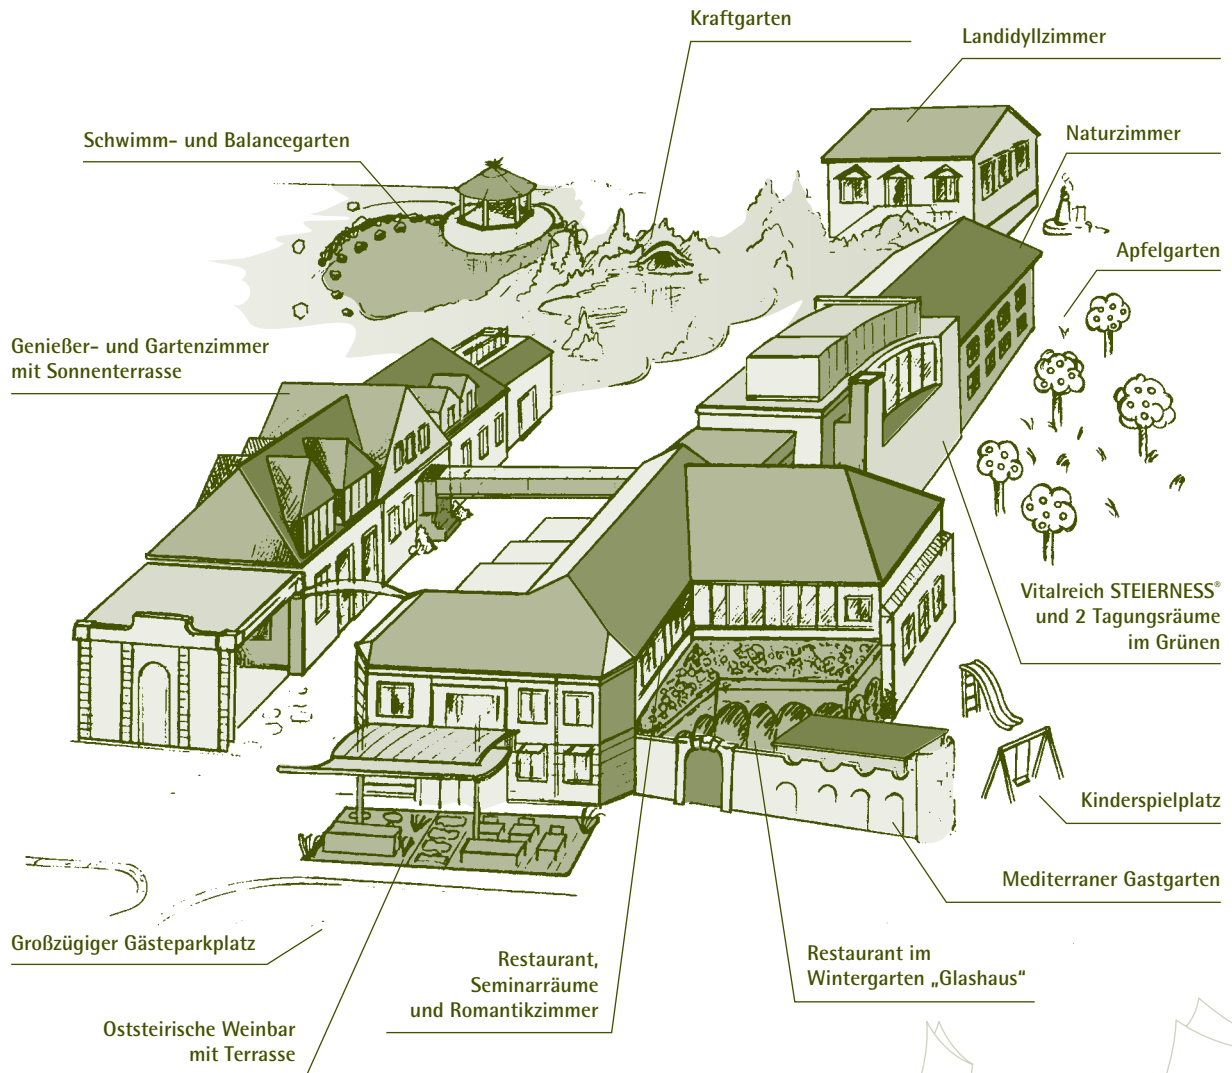 Kraftgarten
Landidyllzimmer
Schwimm- und Balancegarten
Naturzimmer
Apfelgarten
Genießer- und Gartenzimmer
mit Sonnenterrasse
Vitalreich STEIERNESS®
und 2 Tagungsräume
im Grünen
Kinderspielplatz
Mediterraner Gastgarten
Großzügiger Gästeparkplatz
Restaurant,
Seminarräume
und Romantikzimmer
Restaurant im
Wintergarten „Glashaus“
Oststeirische Weinbar
mit Terrasse